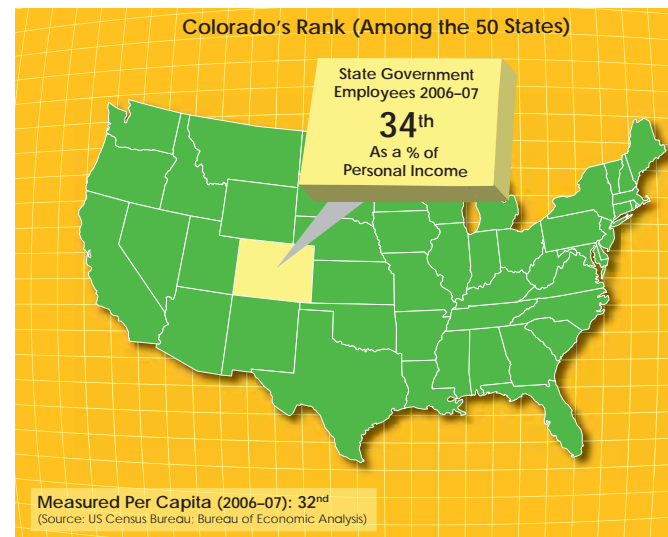 Colorado's Rank (Among the 50 States)
State Government
Employees 2006–07
34th
As a % of
Personal Income
Measured Per Capita (2006–07): 32nd
(Source: US Census Bureau; Bureau of Economic Analysis)